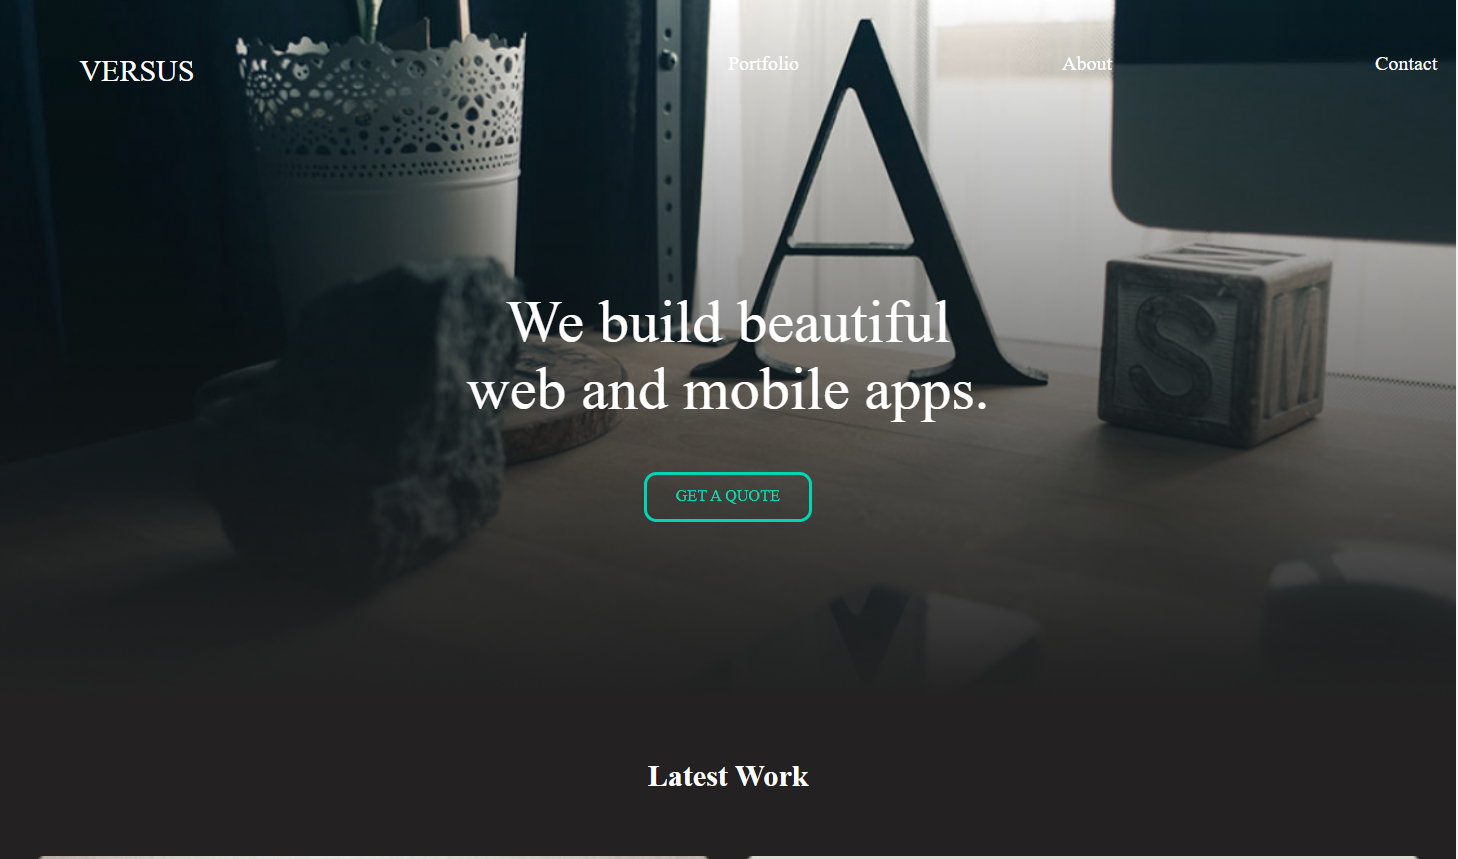 VERSUS
Portfolio
About
Contact
A
M
S M
We build beautiful
web and mobile apps.
GET A QUOTE
Latest Work